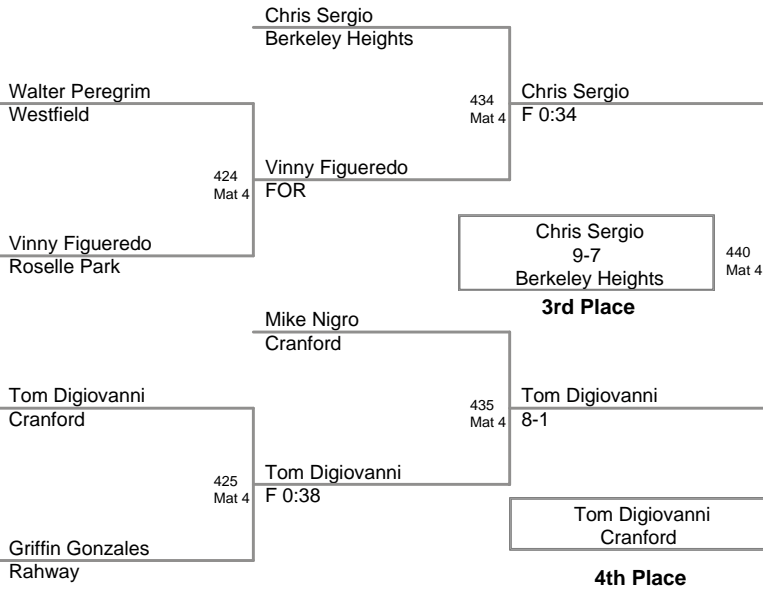 Chris Sergio
Berkeley Heights
Walter Peregrim
Westfield
434
Mat 4
Chris Sergio
F 0:34
424
Mat 4
Vinny Figueredo
FOR
Vinny Figueredo
Roselle Park
Chris Sergio
9-7
Berkeley Heights
440
Mat 4
3rd Place
Mike Nigro
Cranford
Tom Digiovanni
Cranford
435
Mat 4
Tom Digiovanni
8-1
425
Mat 4
Tom Digiovanni
F 0:38
Griffin Gonzales
Rahway
Tom Digiovanni
Cranford
4th Place